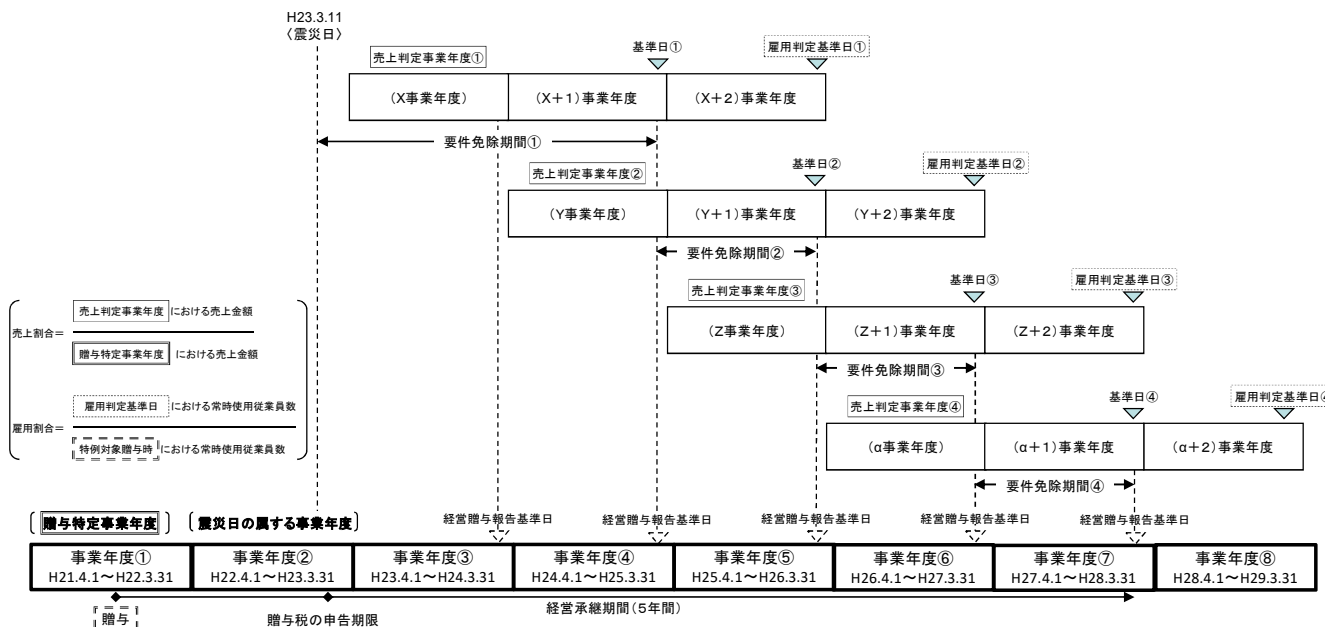 H23.3.11
〈震災日〉
基準日①
雇用判定基準日①
売上判定事業年度①
（X事業年度）
（X＋1）事業年度
（X＋2）事業年度
要件免除期間①
基準日②
雇用判定基準日②
売上判定事業年度②
（Y事業年度）
（Y＋1）事業年度
（Y＋2）事業年度
要件免除期間②
基準日③
雇用判定基準日③
売上判定事業年度③
（Z事業年度）
（Z＋1）事業年度
（Z＋2）事業年度
要件免除期間③
売上割合＝
売上判定事業年度 における売上金額
贈与特定事業年度 における売上金額
雇用割合＝
雇用判定基準日 における常時使用従業員数
特例対象贈与時 における常時使用従業員数
基準日④
雇用判定基準日④
売上判定事業年度④
（α事業年度）
（α＋1）事業年度
（α＋2）事業年度
要件免除期間④
贈与特定事業年度
震災日の属する事業年度
経営贈与報告基準日
経営贈与報告基準日
経営贈与報告基準日
経営贈与報告基準日
経営贈与報告基準日
事業年度①
H21.4.1～H22.3.31
事業年度②
H22.4.1～H23.3.31
事業年度③
H23.4.1～H24.3.31
事業年度④
H24.4.1～H25.3.31
事業年度⑤
H25.4.1～H26.3.31
事業年度⑥
H26.4.1～H27.3.31
事業年度⑦
H27.4.1～H28.3.31
事業年度⑧
H28.4.1～H29.3.31
経営承継期間（5年間）
贈与
贈与税の申告期限